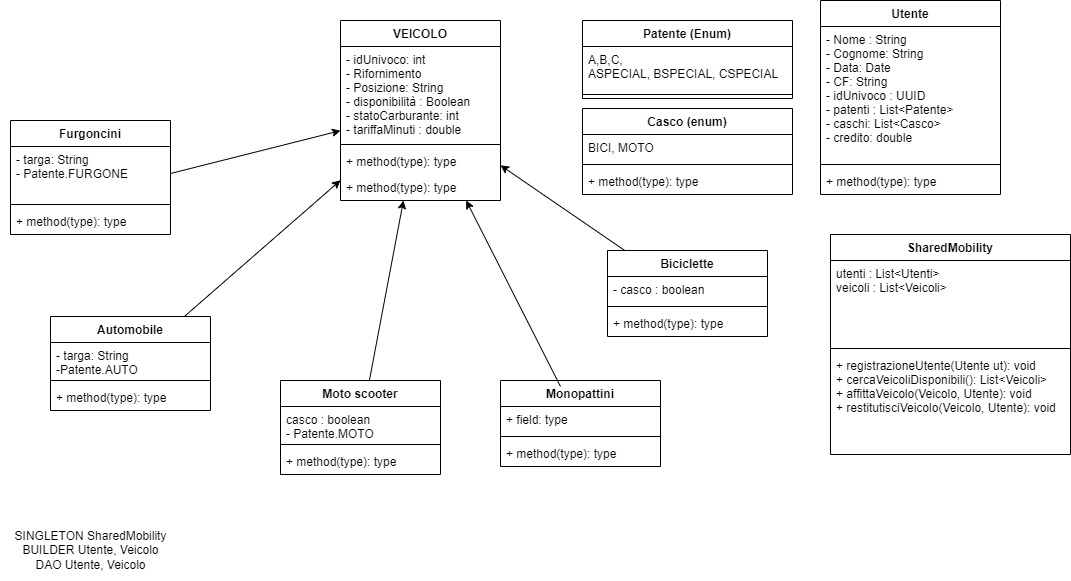 VEICOLO
- idUnivoco: int
- Rifornimento
- Posizione: String
- disponibilità : Boolean
- statoCarburante: int
- tariffaMinuti : double
+ method(type): type
+ method(type): type
Patente (Enum)
A,B,C,
ASPECIAL, BSPECIAL, CSPECIAL
Casco (enum)
BICI, MOTO
+ method(type): type
Utente
- Nome : String
- Cognome: String
- Data: Date
- CF: String
- idUnivoco : UUID
- patenti : List<Patente>
- caschi: List<Casco>
- credito: double
+ method(type): type
Furgoncini
- targa: String
- Patente.FURGONE
+ method(type): type
Automobile
- targa: String
-Patente.AUTO
+ method(type): type
Moto scooter
casco : boolean
- Patente.MOTO
+ method(type): type
Monopattini
+ field: type
+ method(type): type
Biciclette
- casco : boolean
+ method(type): type
SharedMobility
utenti : List<Utenti>
veicoli : List<Veicoli>
+ registrazioneUtente(Utente ut): void
+ cercaVeicoliDisponibili(): List<Veicoli>
+ affittaVeicolo(Veicolo, Utente): void
+ restitutisciVeicolo(Veicolo, Utente): void
SINGLETON SharedMobility
BUILDER Utente, Veicolo
DAO Utente, Veicolo